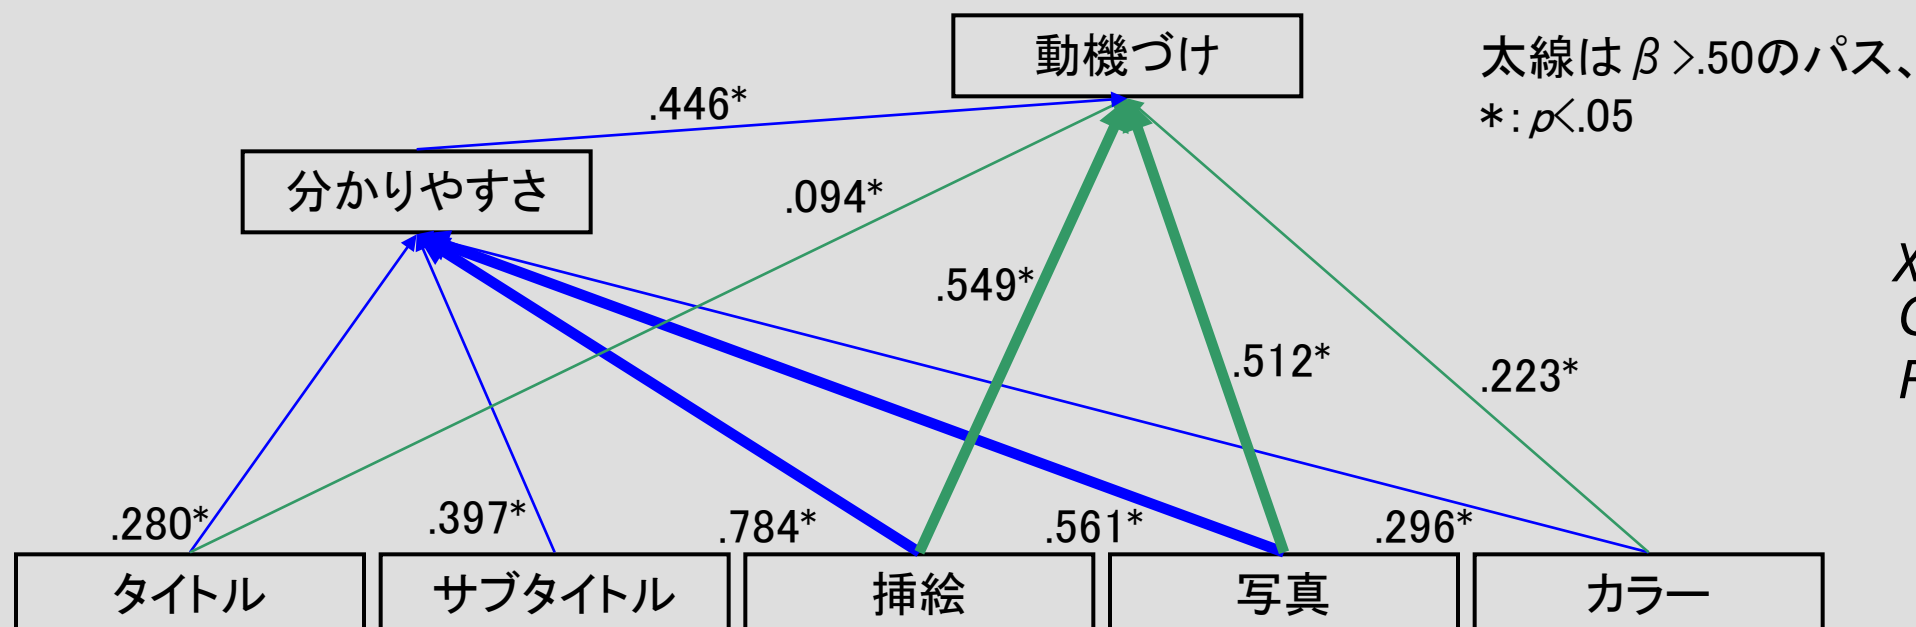 動機づけ
太線はβ>.50のパス、
*:p<.05
.446*
分かりやすさ
.094*
.549*
.512*
.223*
.280*
.397*
.784*
.561*
.296*
タイトル
サブタイトル
挿絵
写真
カラー